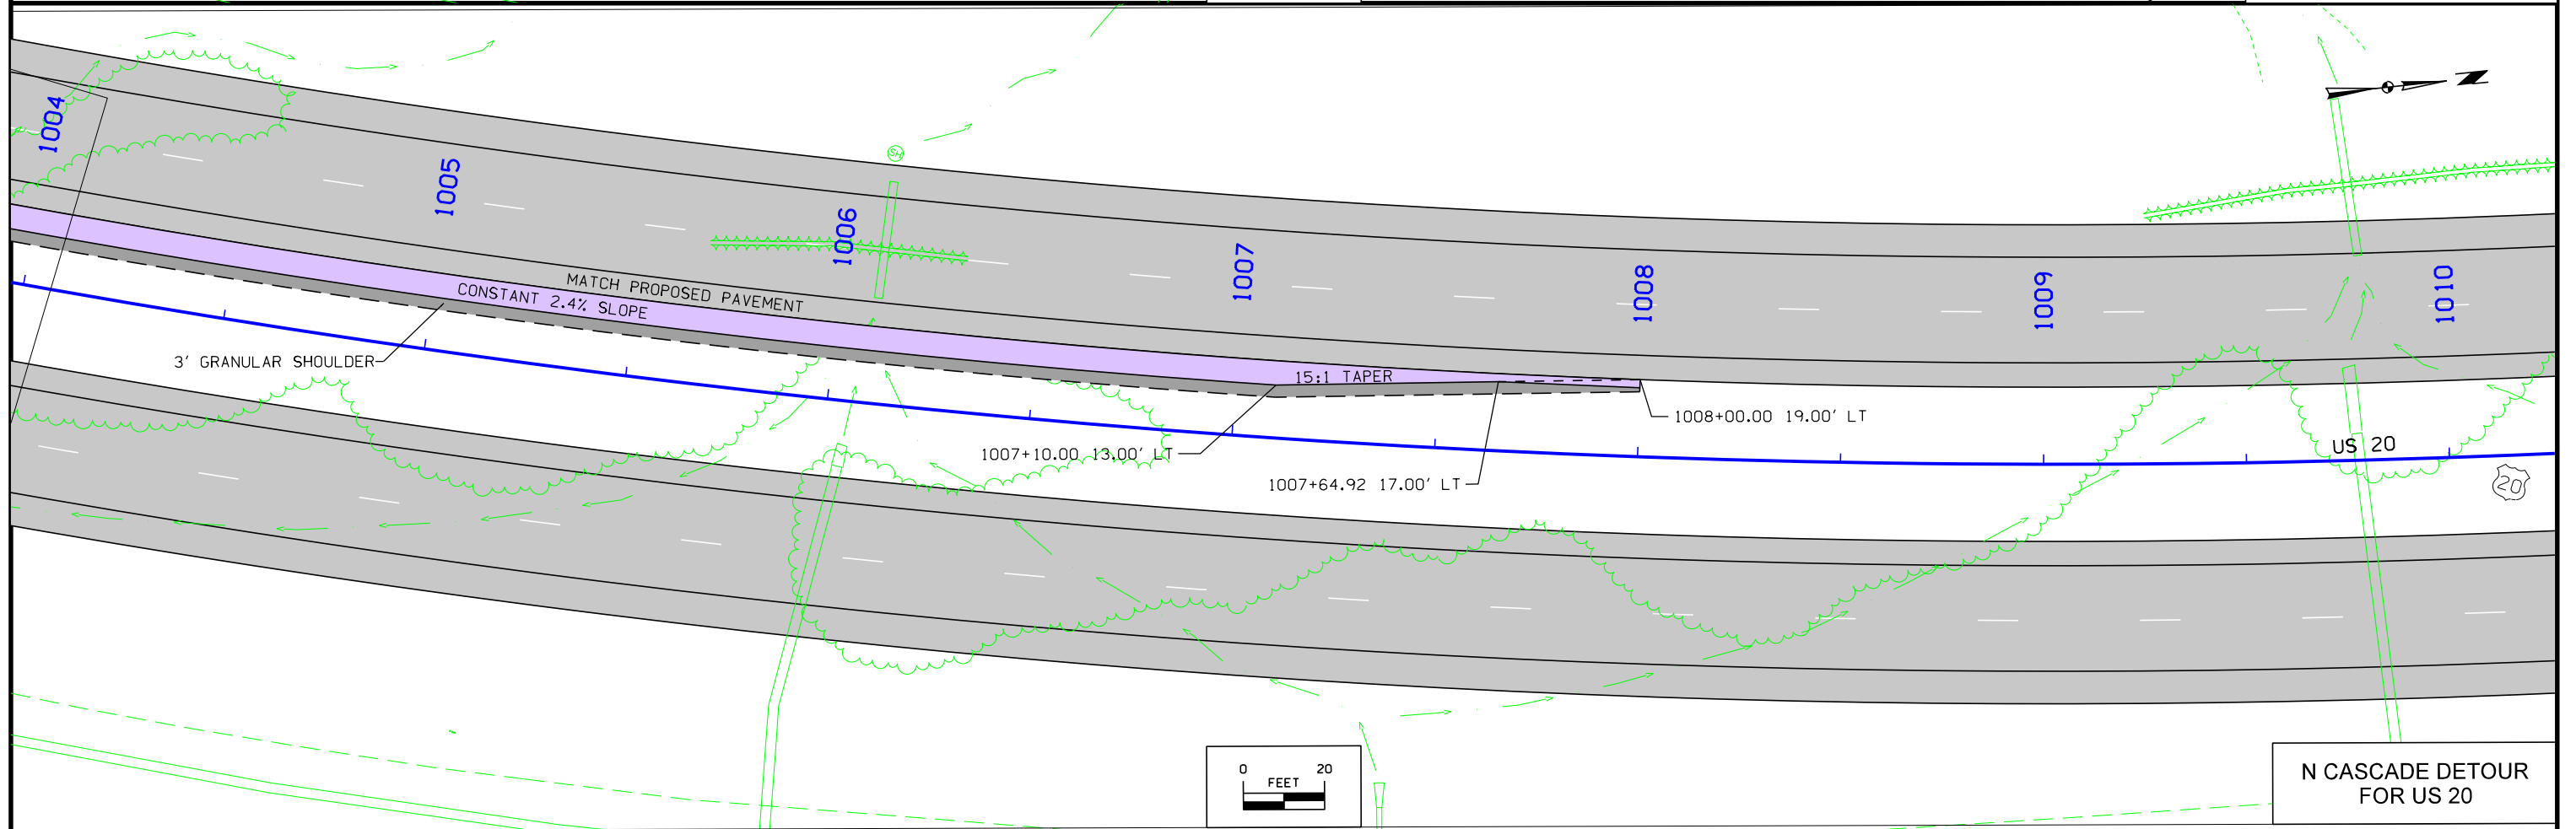 1004
1005
1006
1007
1008
1009
1010
MATCH PROPOSED PAVEMENT
CONSTANT 2.4% SLOPE
3' GRANULAR SHOULDER
15:1 TAPER
1008+00.00 19.00' LT
1007+10.00 13.00' LT
1007+64.92 17.00' LT
US 20
20
SH
N
0 20
FEET
N CASCADE DETOUR
FOR US 20